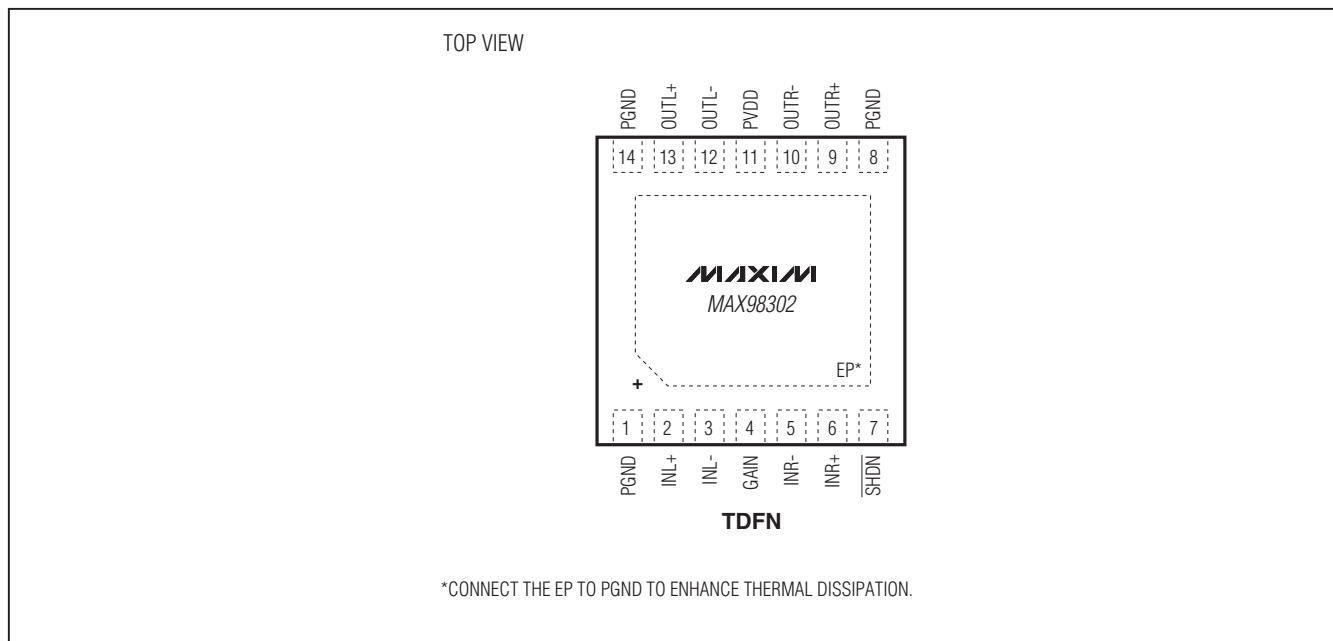 TOP VIEW
PGND OUTL+ OUTL- PVDD OUTR- OUTR+ PGND
14 13 12 11 10 9 8
MAXIM
MAX98302
EP*
+
1 2 3 4 5 6 7
PGND INL+ INL- GAIN INR- INR+ SHDN
TDFN
*CONNECT THE EP TO PGND TO ENHANCE THERMAL DISSIPATION.